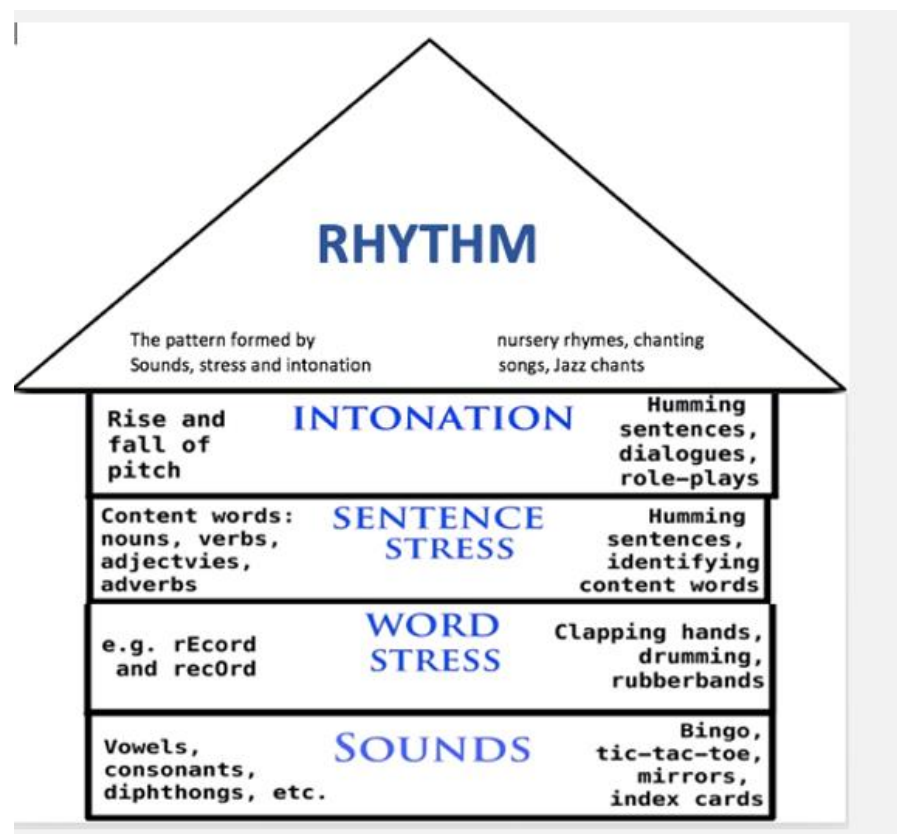 RHYTHM
The pattern formed by
Sounds, stress and intonation
nursery rhymes, chanting
songs, Jazz chants
Rise and
fall of
pitch
INTONATION
Humming
sentences,
dialogues,
role-plays
Content words:
nouns, verbs,
adjectvies,
adverbs
SENTENCE
STRESS
Humming
sentences,
identifying
content words
e.g. rEcord
and recOrd
WORD
STRESS
Clapping hands,
drumming,
rubberbands
Vowels,
consonants,
diphthongs, etc.
SOUNDS
Bingo,
tic-tac-toe,
mirrors,
index cards